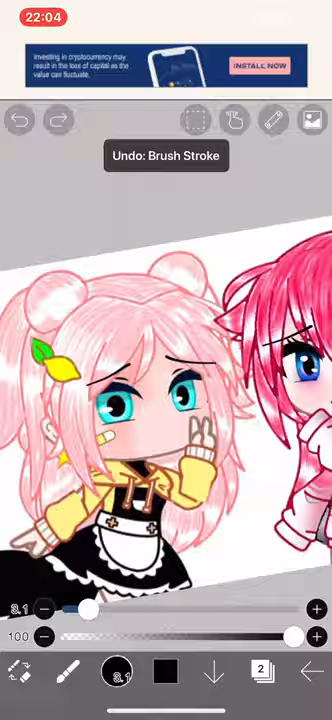 22:04
Investing in cryptocurrency may
result in the loss of capital as the
value can fluctuate.
INSTALL NOW
Undo: Brush Stroke
3.1
100
3.1
2